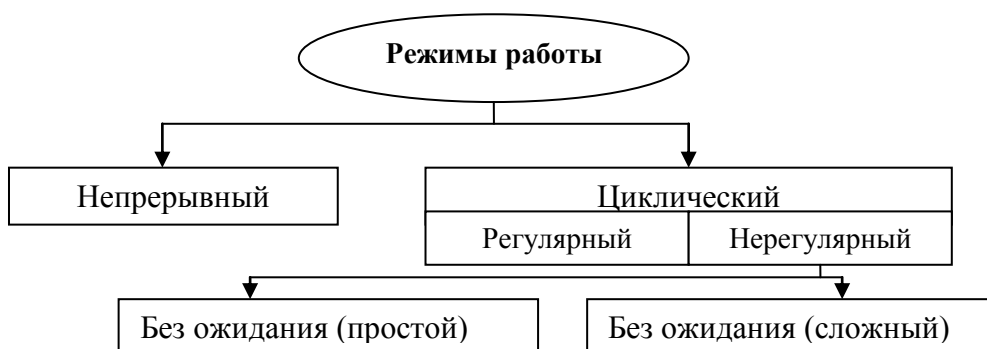 Режимы работы
Непрерывный
Циклический
Регулярный
Нерегулярный
Без ожидания (простой)
Без ожидания (сложный)